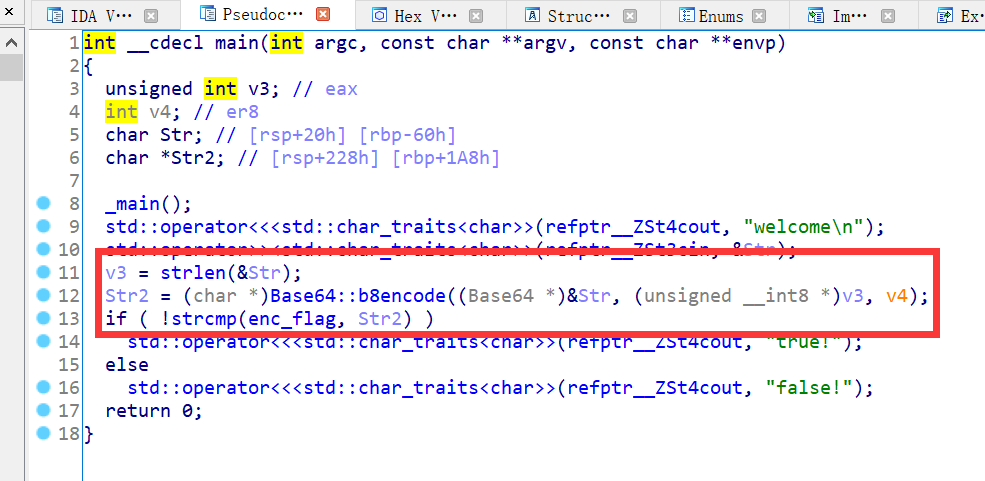 IDA V··· Pseudoc··· Hex V··· Struc··· Enums Im··· Ex·
1 int __cdecl main(int argc, const char **argv, const char **envp)
2 {
3 unsigned int v3; // eax
4 int v4; // er8
5 char Str; // [rsp+20h] [rbp-60h]
6 char *Str2; // [rsp+228h] [rbp+1A8h]
7
8 _main();
9 std::operator<<<std::char_traits<char>>(refptr__ZSt4cout, "welcome\n");
10 std::operator>><std::char_traits<char>>(refptr__ZSt3cin, &Str);
11 v3 = strlen(&Str);
12 Str2 = (char *)Base64::b8encode((Base64 *)&Str, (unsigned __int8 *)v3, v4);
13 if ( !strcmp(enc_flag, Str2) )
14 std::operator<<<std::char_traits<char>>(refptr__ZSt4cout, "true!");
15 else
16 std::operator<<<std::char_traits<char>>(refptr__ZSt4cout, "false!");
17 return 0;
18 }